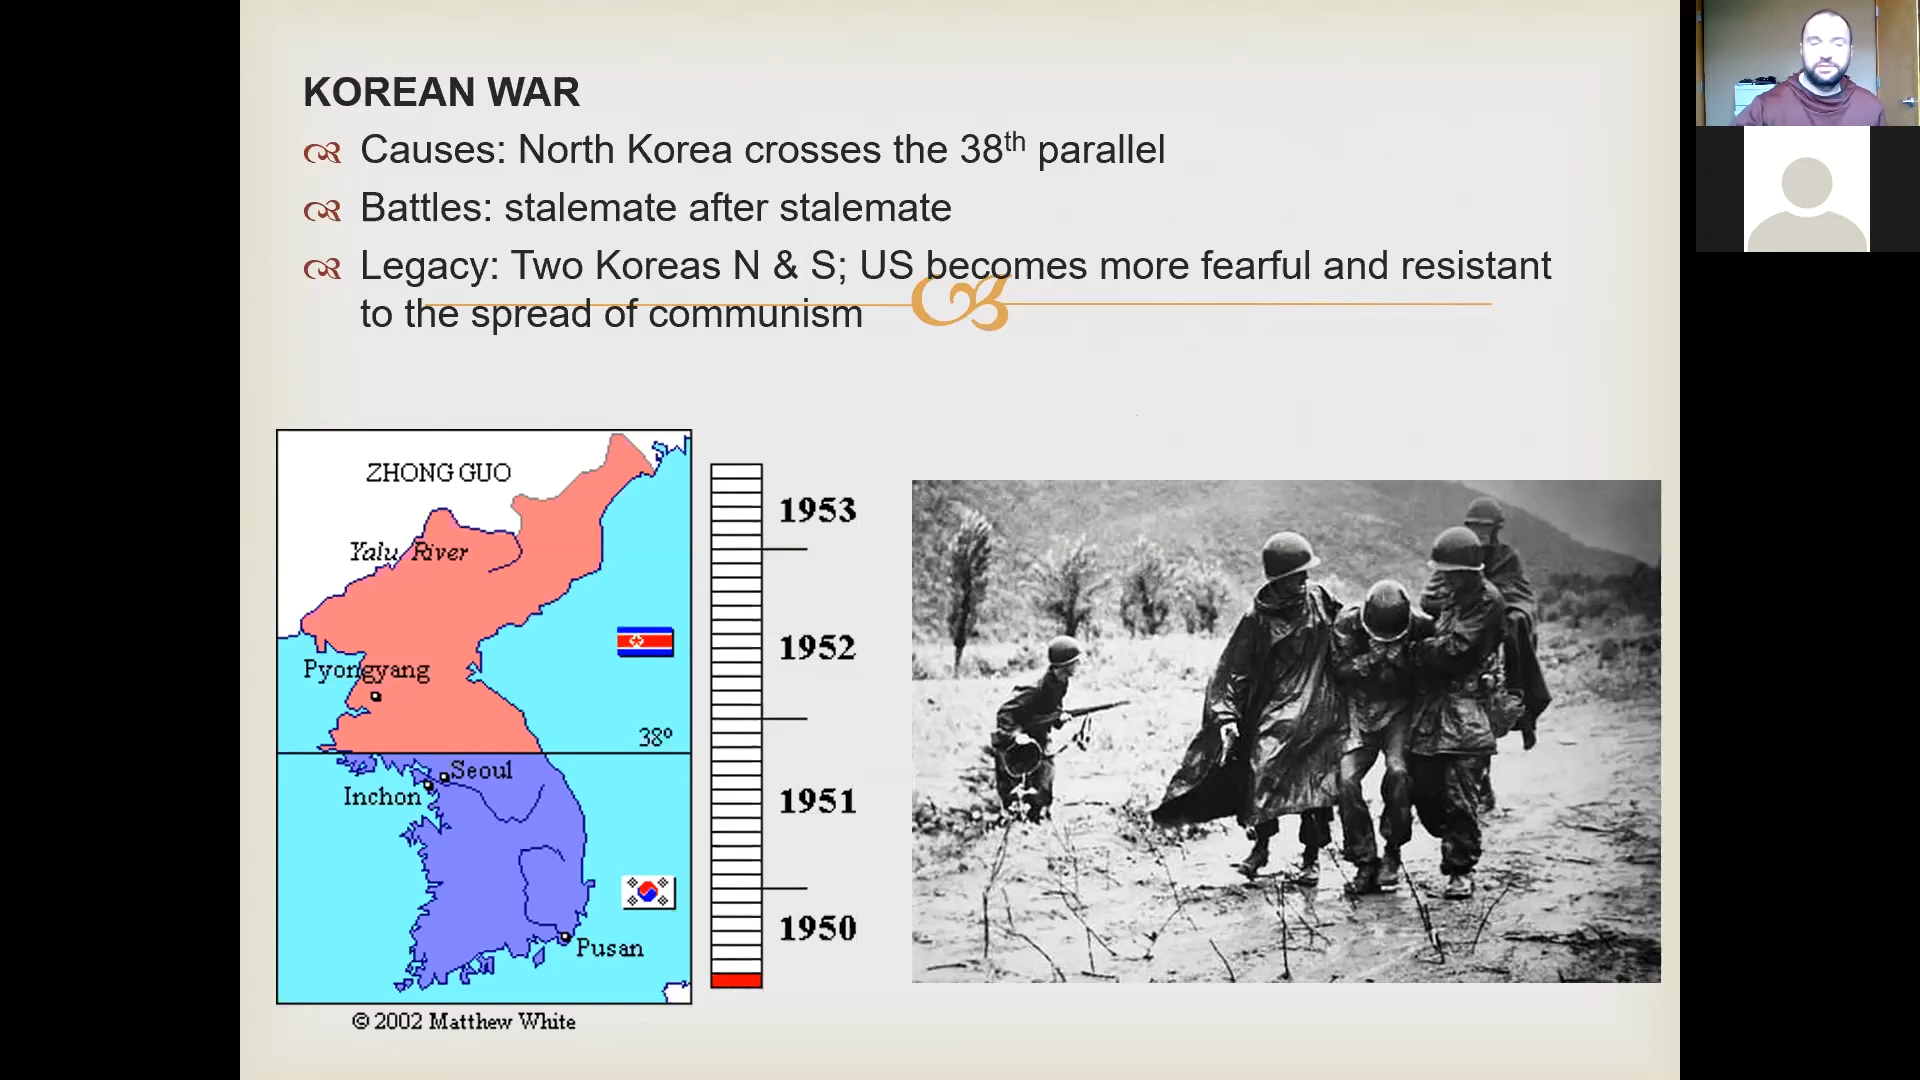 KOREAN WAR
Causes: North Korea crosses the 38th parallel
Battles: stalemate after stalemate
Legacy: Two Koreas N & S; US becomes more fearful and resistant
to the spread of communism
ZHONG GUO
Yalu River
Pyongyang
38º
Seoul
Inchon
Pusan
© 2002 Matthew White
1953
1952
1951
1950